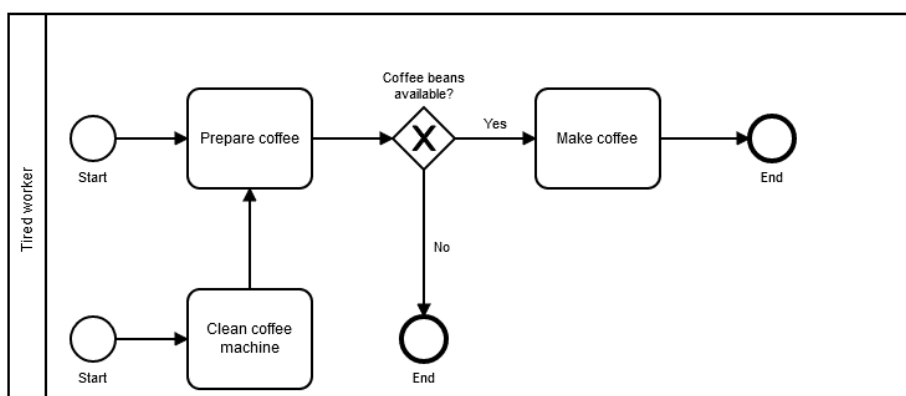 Tired worker
Start
Prepare coffee
Coffee beans
available?
Yes
Make coffee
End
No
Start
Clean coffee
machine
End